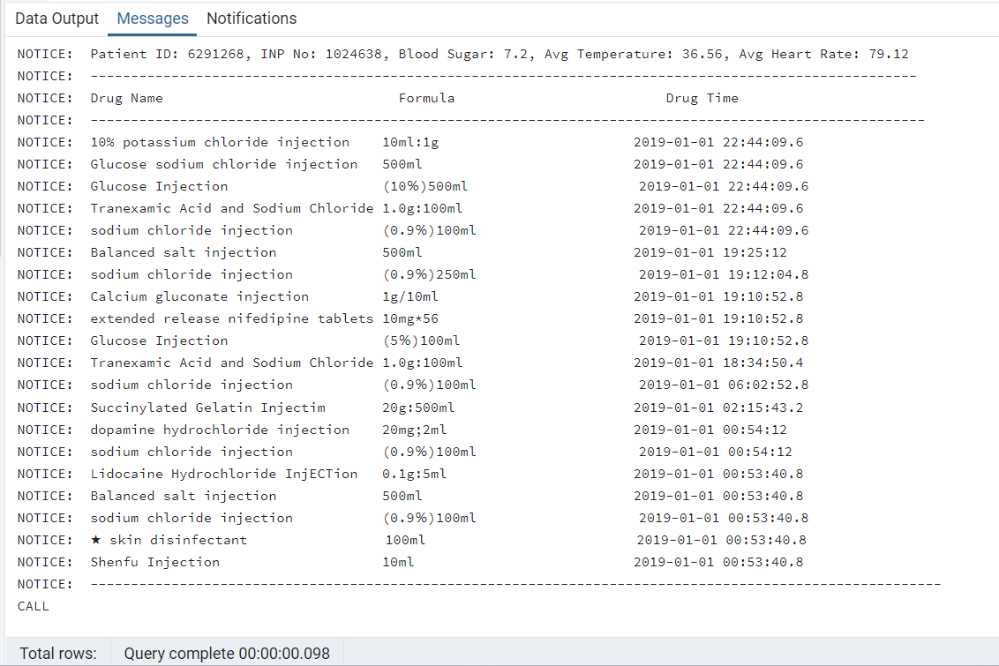 Data Output Messages Notifications
NOTICE: Patient ID: 6291268, INP No: 1024638, Blood Sugar: 7.2, Avg Temperature: 36.56, Avg Heart Rate: 79.12
NOTICE: ------------------------------------------------------------------------------------------------------
NOTICE: Drug Name Formula Drug Time
NOTICE: -------------------------------------------------------------------------------------------------------
NOTICE: 10% potassium chloride injection 10ml:1g 2019-01-01 22:44:09.6
NOTICE: Glucose sodium chloride injection 500ml 2019-01-01 22:44:09.6
NOTICE: Glucose Injection (10%)500ml 2019-01-01 22:44:09.6
NOTICE: Tranexamic Acid and Sodium Chloride 1.0g:100ml 2019-01-01 22:44:09.6
NOTICE: sodium chloride injection (0.9%)100ml 2019-01-01 22:44:09.6
NOTICE: Balanced salt injection 500ml 2019-01-01 19:25:12
NOTICE: sodium chloride injection (0.9%)250ml 2019-01-01 19:12:04.8
NOTICE: Calcium gluconate injection 1g/10ml 2019-01-01 19:10:52.8
NOTICE: extended release nifedipine tablets 10mg*56 2019-01-01 19:10:52.8
NOTICE: Glucose Injection (5%)100ml 2019-01-01 19:10:52.8
NOTICE: Tranexamic Acid and Sodium Chloride 1.0g:100ml 2019-01-01 18:34:50.4
NOTICE: sodium chloride injection (0.9%)100ml 2019-01-01 06:02:52.8
NOTICE: Succinylated Gelatin Injectim 20g:500ml 2019-01-01 02:15:43.2
NOTICE: dopamine hydrochloride injection 20mg;2ml 2019-01-01 00:54:12
NOTICE: sodium chloride injection (0.9%)100ml 2019-01-01 00:54:12
NOTICE: Lidocaine Hydrochloride InjECTion 0.1g:5ml 2019-01-01 00:53:40.8
NOTICE: Balanced salt injection 500ml 2019-01-01 00:53:40.8
NOTICE: sodium chloride injection (0.9%)100ml 2019-01-01 00:53:40.8
NOTICE: ★ skin disinfectant 100ml 2019-01-01 00:53:40.8
NOTICE: Shenfu Injection 10ml 2019-01-01 00:53:40.8
NOTICE: ---------------------------------------------------------------------------------------------------------
CALL
Total rows: Query complete 00:00:00.098